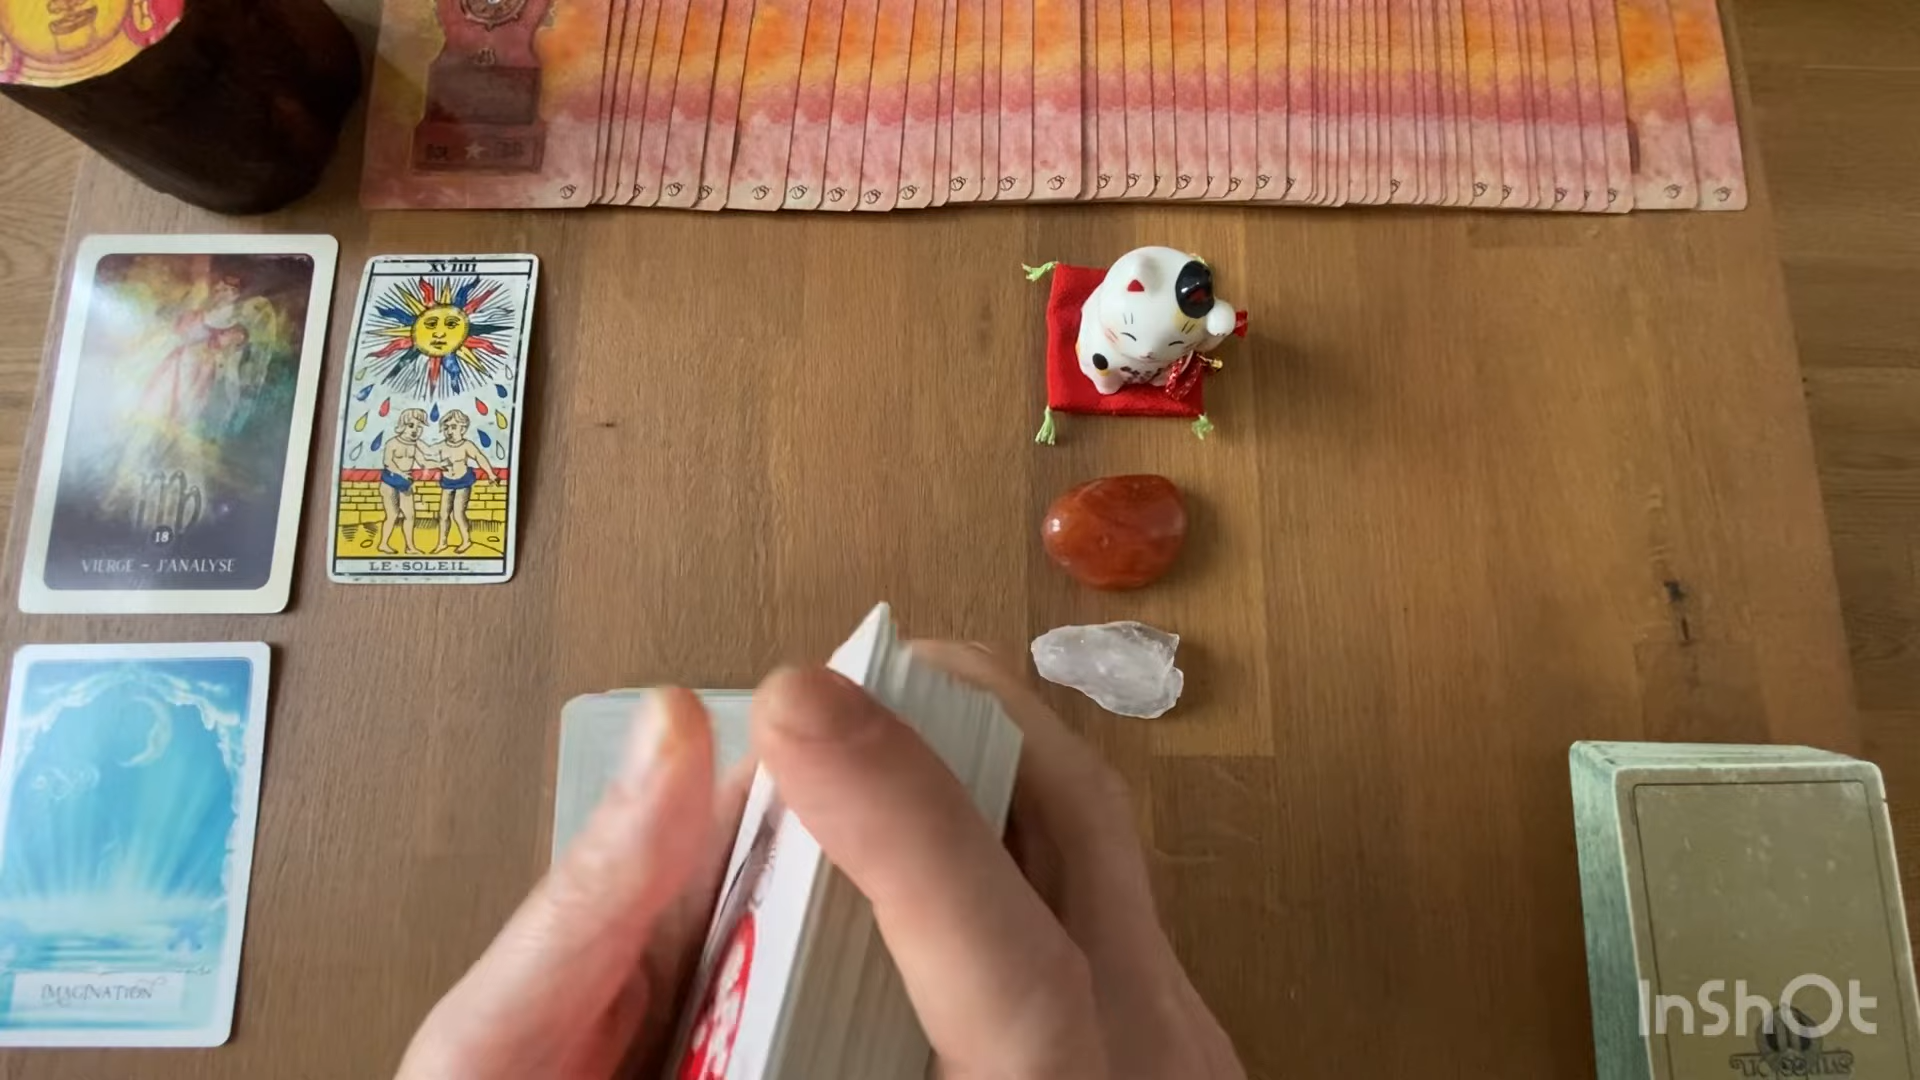 XVIIII
LE·SOLEIL
18
VIERGE – J'ANALYSE
IMAGINATION
InShOt